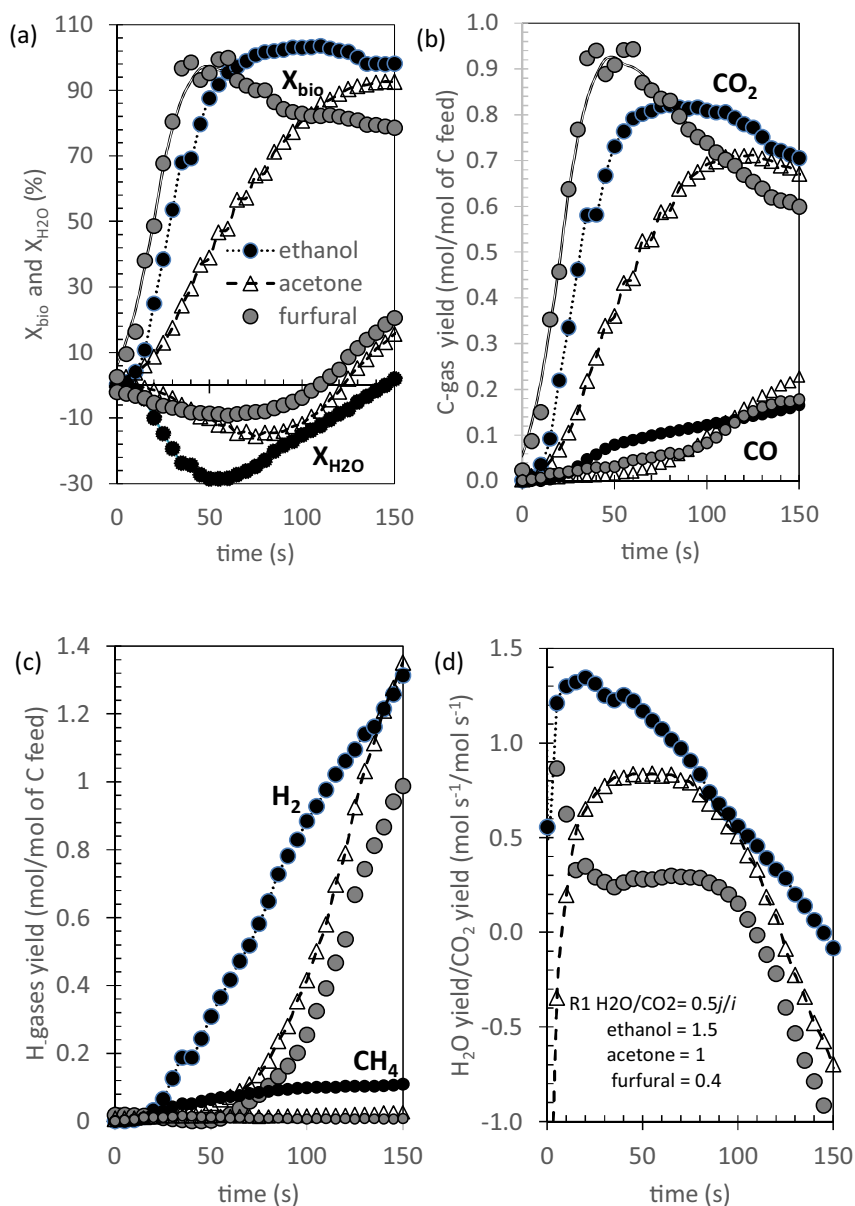 (a)
110
90
70
50
30
10
-10
-30
X_bio and X_H2O (%)
X_bio
ethanol
acetone
furfural
X_H2O
0 50 100 150
time (s)
(b)
1.0
0.9
0.8
0.7
0.6
0.5
0.4
0.3
0.2
0.1
0.0
C-gas yield (mol/mol of C feed)
CO₂
CO
0 50 100 150
time (s)
(c)
1.4
1.2
1
0.8
0.6
0.4
0.2
0
H_gases yield (mol/mol of C feed)
H₂
CH₄
0 50 100 150
time (s)
(d)
1.5
1.0
0.5
0.0
-0.5
-1.0
H₂O yield/CO₂ yield (mol s⁻¹/mol s⁻¹)
R1 H2O/CO2= 0.5j/i
ethanol = 1.5
acetone = 1
furfural = 0.4
0 50 100 150
time (s)